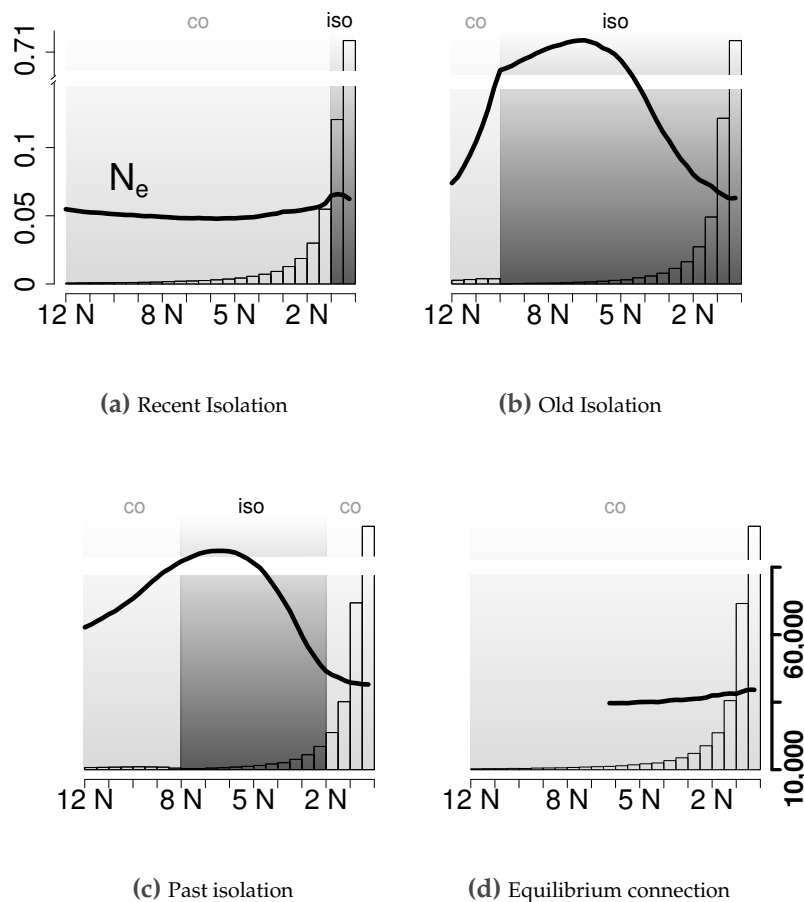 co iso
co iso
0.71
0.1
0.05
0
N_e
12 N 8 N 5 N 2 N
12 N 8 N 5 N 2 N
(a) Recent Isolation
(b) Old Isolation
co iso co
co
60,000
10,000
12 N 8 N 5 N 2 N
12 N 8 N 5 N 2 N
(c) Past isolation
(d) Equilibrium connection